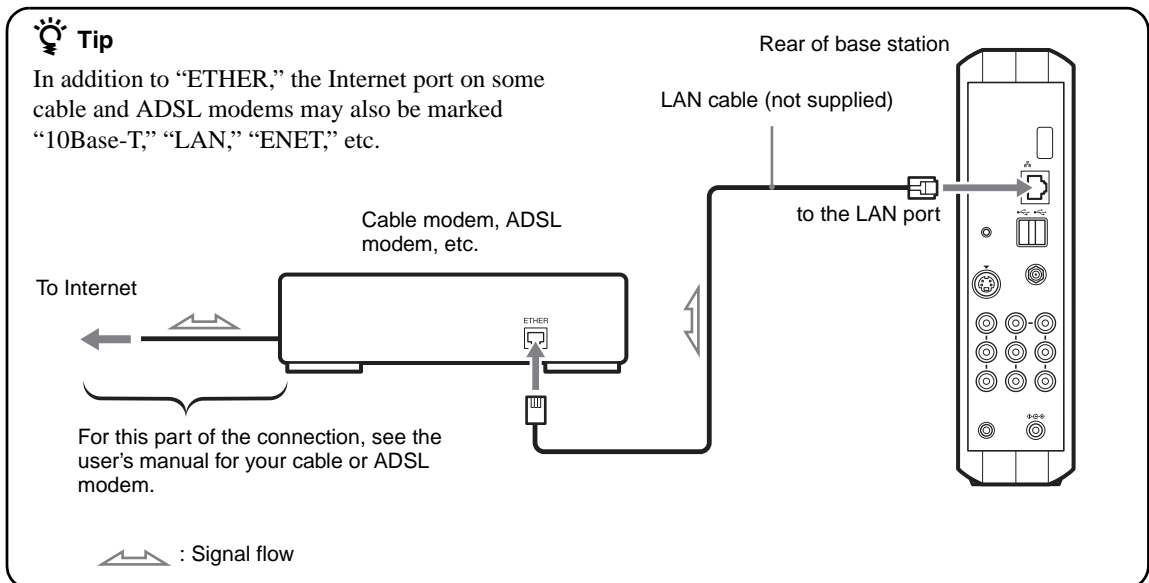 Tip
In addition to “ETHER,” the Internet port on some
cable and ADSL modems may also be marked
“10Base-T,” “LAN,” “ENET,” etc.
Rear of base station
LAN cable (not supplied)
to the LAN port
Cable modem, ADSL
modem, etc.
To Internet
ETHER
For this part of the connection, see the
user’s manual for your cable or ADSL
modem.
: Signal flow